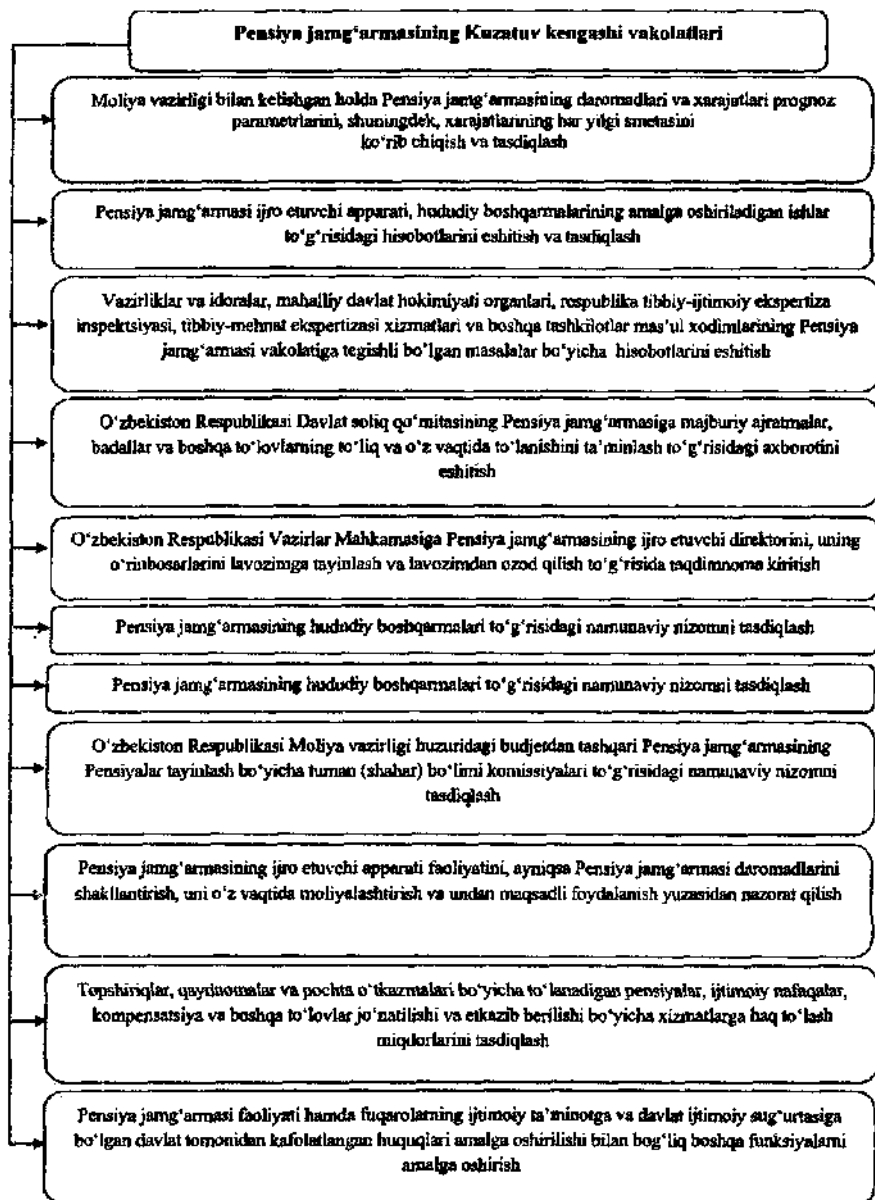 Pensiya jamg‘armasining Kuzatuv kengashi vakolatlari
Moliya vazirligi bilan kelishgan holda Pensiya jamg‘armasining daromadlari va xarajatlari prognoz
parametrlarini, shuningdek, xarajatlarining har yilgi smetasini
ko‘rib chiqish va tasdiqlash
Pensiya jamg‘armasi ijro etuvchi apparati, hududiy boshqarmalarining amalga oshiriladigan ishlar
to‘g‘risidagi hisobotlarini eshitish va tasdiqlash
Vazirliklar va idoralar, mahalliy davlat hokimiyati organlari, respublika tibbiy-ijtimoiy ekspertiza
inspektsiyasi, tibbiy-mehnat ekspertizasi xizmatlari va boshqa tashkilotlar mas’ul xodimlarining Pensiya
jamg‘armasi vakolatiga tegishli bo‘lgan masalalar bo‘yicha hisobotlarini eshitish
O‘zbekiston Respublikasi Davlat soliq qo‘mitasining Pensiya jamg‘armasiga majburiy ajratmalar,
badallar va boshqa to‘lovlarning to‘liq va o‘z vaqtida to‘lanishini ta’minlash to‘g‘risidagi axborotini
eshitish
O‘zbekiston Respublikasi Vazirlar Mahkamasiga Pensiya jamg‘armasining ijro etuvchi direktorini, uning
o‘rinbosarlarini lavozimga tayinlash va lavozimdan ozod qilish to‘g‘risida taqdimnoma kiritish
Pensiya jamg‘armasining hududiy boshqarmalari to‘g‘risidagi namunaviy nizomni tasdiqlash
Pensiya jamg‘armasining hududiy boshqarmalari to‘g‘risidagi namunaviy nizomni tasdiqlash
O‘zbekiston Respublikasi Moliya vazirligi huzuridagi budjetdan tashqari Pensiya jamg‘armasining
Pensiyalar tayinlash bo‘yicha tuman (shahar) bo‘limi komissiyalari to‘g‘risidagi namunaviy nizomni
tasdiqlash
Pensiya jamg‘armasining ijro etuvchi apparati faoliyatini, ayniqsa Pensiya jamg‘armasi daromadlarini
shakllantirish, uni o‘z vaqtida moliyalashtirish va undan maqsadli foydalanish yuzasidan nazorat qilish
Topshiriqlar, qaydnomalar va pochta o‘tkazmalari bo‘yicha to‘lanadigan pensiyalar, ijtimoiy nafaqalar,
kompensatsiya va boshqa to‘lovlar jo‘natilishi va etkazib berilishi bo‘yicha xizmatlarga haq to‘lash
miqdorlarini tasdiqlash
Pensiya jamg‘armasi faoliyati hamda fuqarolarning ijtimoiy ta’minotga va davlat ijtimoiy sug‘urtasiga
bo‘lgan davlat tomonidan kafolatlangan huquqlari amalga oshirilishi bilan bog‘liq boshqa funksiyalarni
amalga oshirish